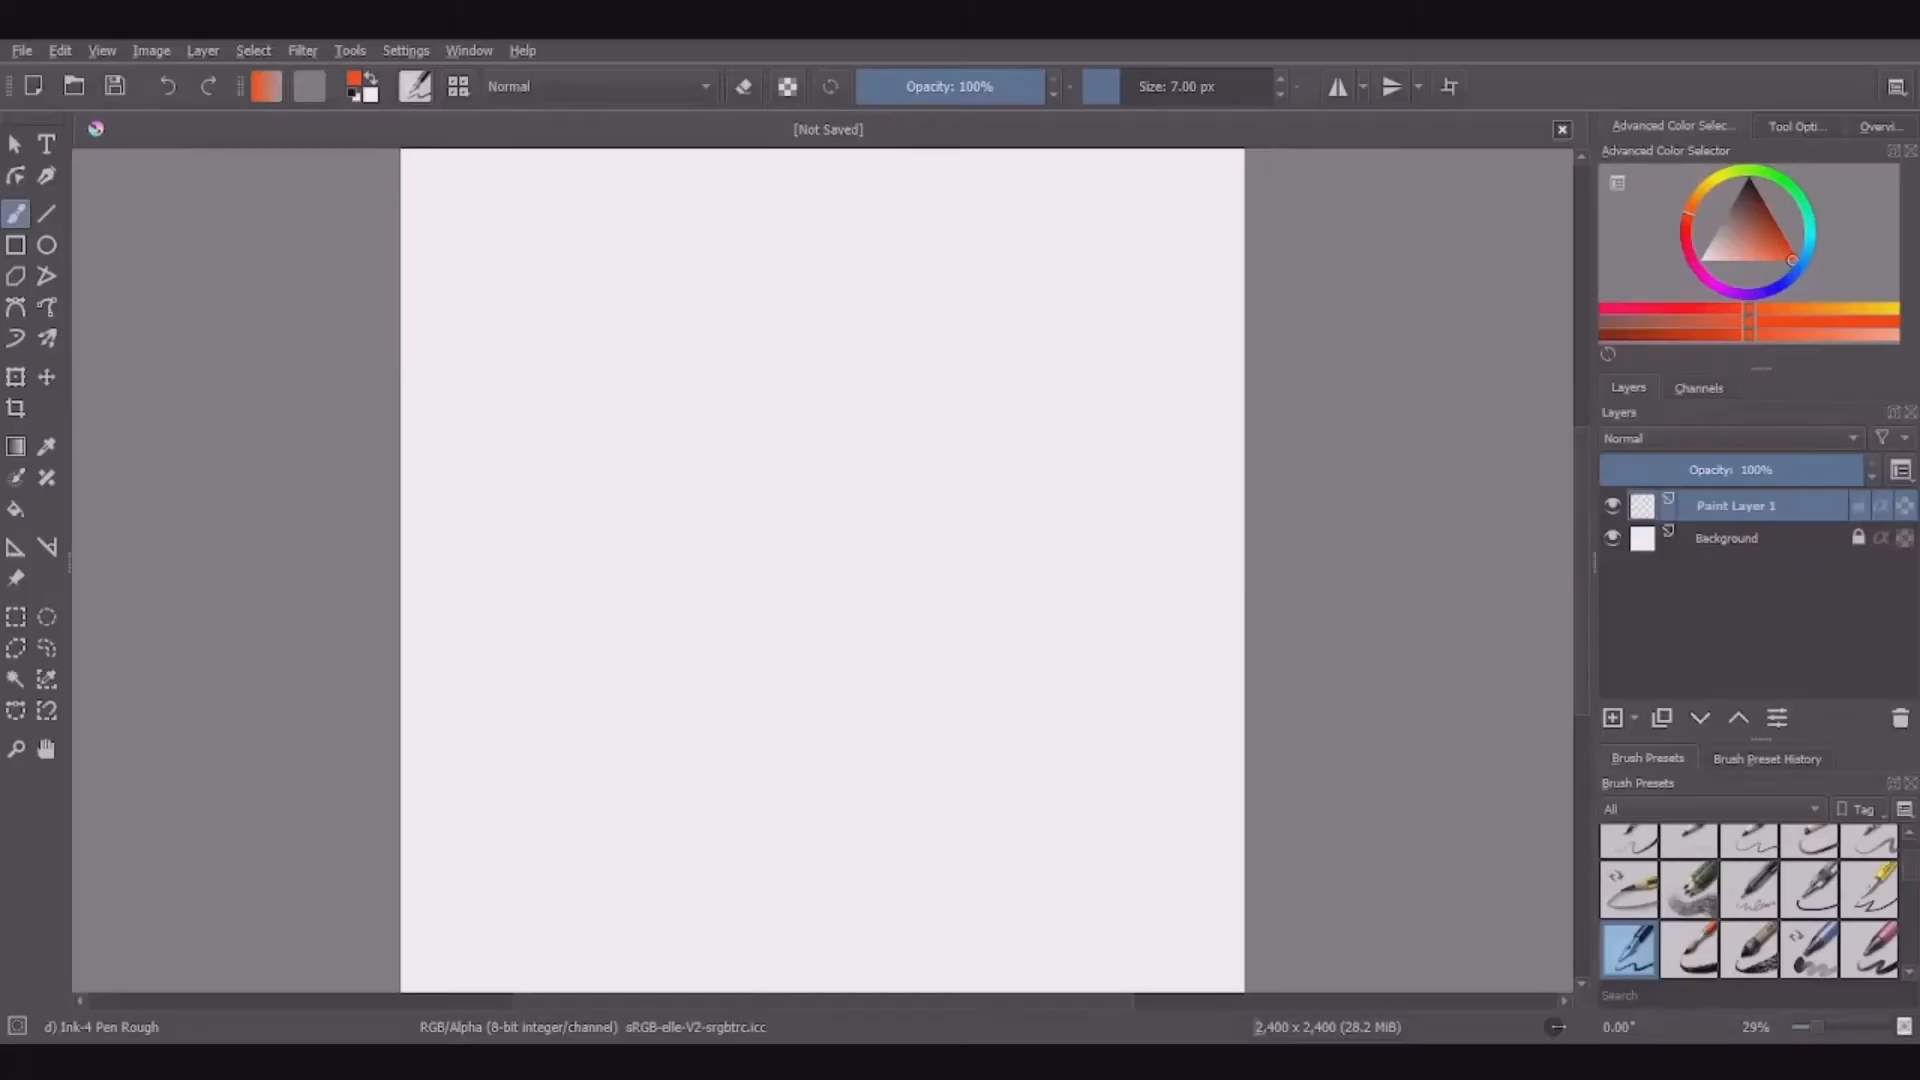 File Edit View Image Layer Select Filter Tools Settings Window Help
Normal
Opacity: 100%
Size: 7.00 px
[Not Saved]
Advanced Color Selec... Tool Opti... Overvi...
Advanced Color Selector
T
Layers Channels
Layers
Normal
Opacity: 100%
Paint Layer 1
Background
Brush Presets Brush Preset History
Brush Presets
All Tag
Search
d) Ink-4 Pen Rough
RGB/Alpha (8-bit integer/channel) sRGB-elle-V2-srgbtrc.icc
2,400 x 2,400 (28.2 MiB)
0.00°
29%